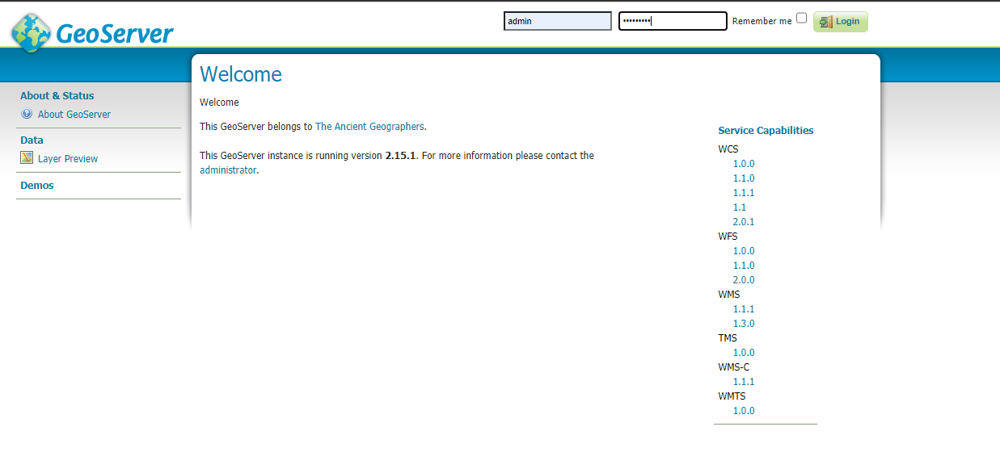 GeoServer
admin
•••••••••
Remember me
Login
About & Status
About GeoServer
Data
Layer Preview
Demos
Welcome
Welcome
This GeoServer belongs to The Ancient Geographers.
This GeoServer instance is running version 2.15.1. For more information please contact the
administrator.
Service Capabilities
WCS
1.0.0
1.1.0
1.1.1
1.1
2.0.1
WFS
1.0.0
1.1.0
2.0.0
WMS
1.1.1
1.3.0
TMS
1.0.0
WMS-C
1.1.1
WMTS
1.0.0